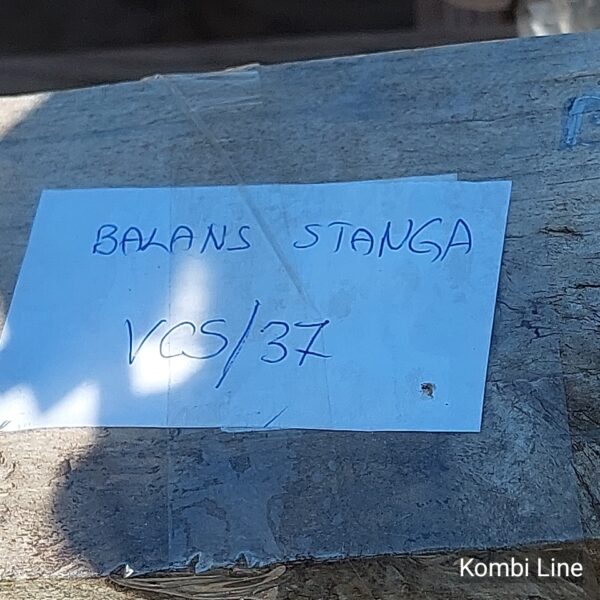 BALANS STANGA
VCS/37
Kombi Line